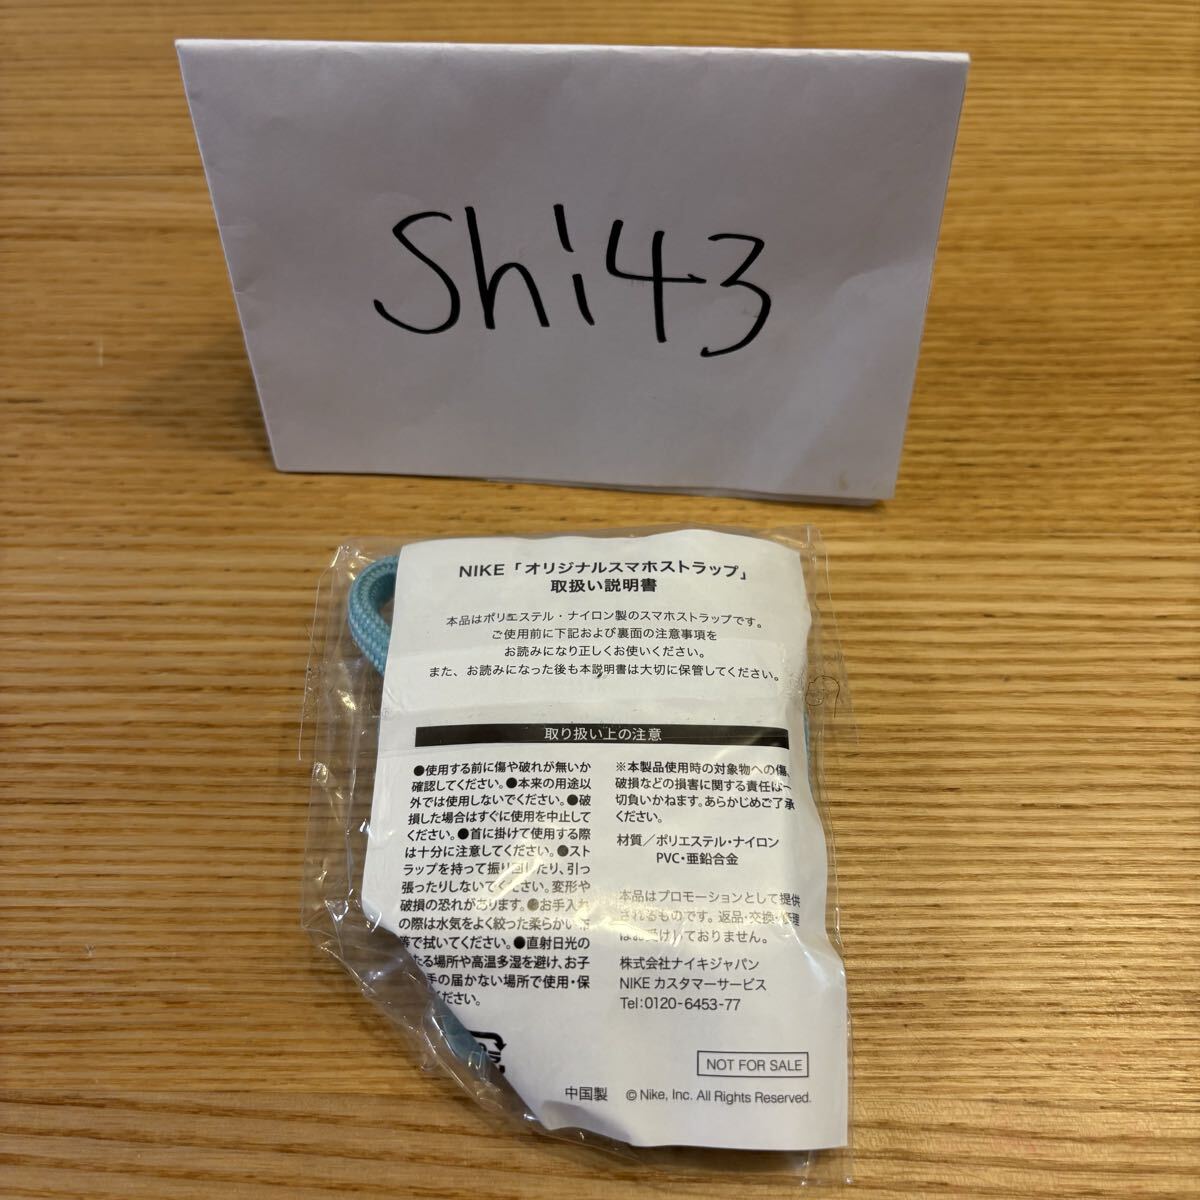 Shi43
NIKE「オリジナルスマホストラップ」
取扱い説明書
本品はポリエステル・ナイロン製のスマホストラップです。
ご使用前に下記および裏面の注意事項を
お読みになり正しくお使いください。
また、お読みになった後も本説明書は大切に保管してください。
取り扱い上の注意
●使用する前に傷や破れが無いか
確認してください。●本来の用途以
外では使用しないでください。●破
損した場合はすぐに使用を中止して
ください。●首に掛けて使用する際
は十分に注意してください。●スト
ラップを持って振り回したり、引っ
張ったりしないでください。変形や
破損の恐れがあります。●お手入れ
の際は水気をよく絞った柔らかい布
等で拭いてください。●直射日光の
たる場所や高温多湿を避け、お子
手の届かない場所で使用・保
ください。
※本製品使用時の対象物への傷、
破損などの損害に関する責任は一
切負いかねます。あらかじめご了承
ください。
材質／ポリエステル・ナイロン
PVC・亜鉛合金
本品はプロモーションとして提供
されるものです。返品・交換・修理
はお受けしておりません。
株式会社ナイキジャパン
NIKE カスタマーサービス
Tel:0120-6453-77
NOT FOR SALE
中国製 © Nike, Inc. All Rights Reserved.